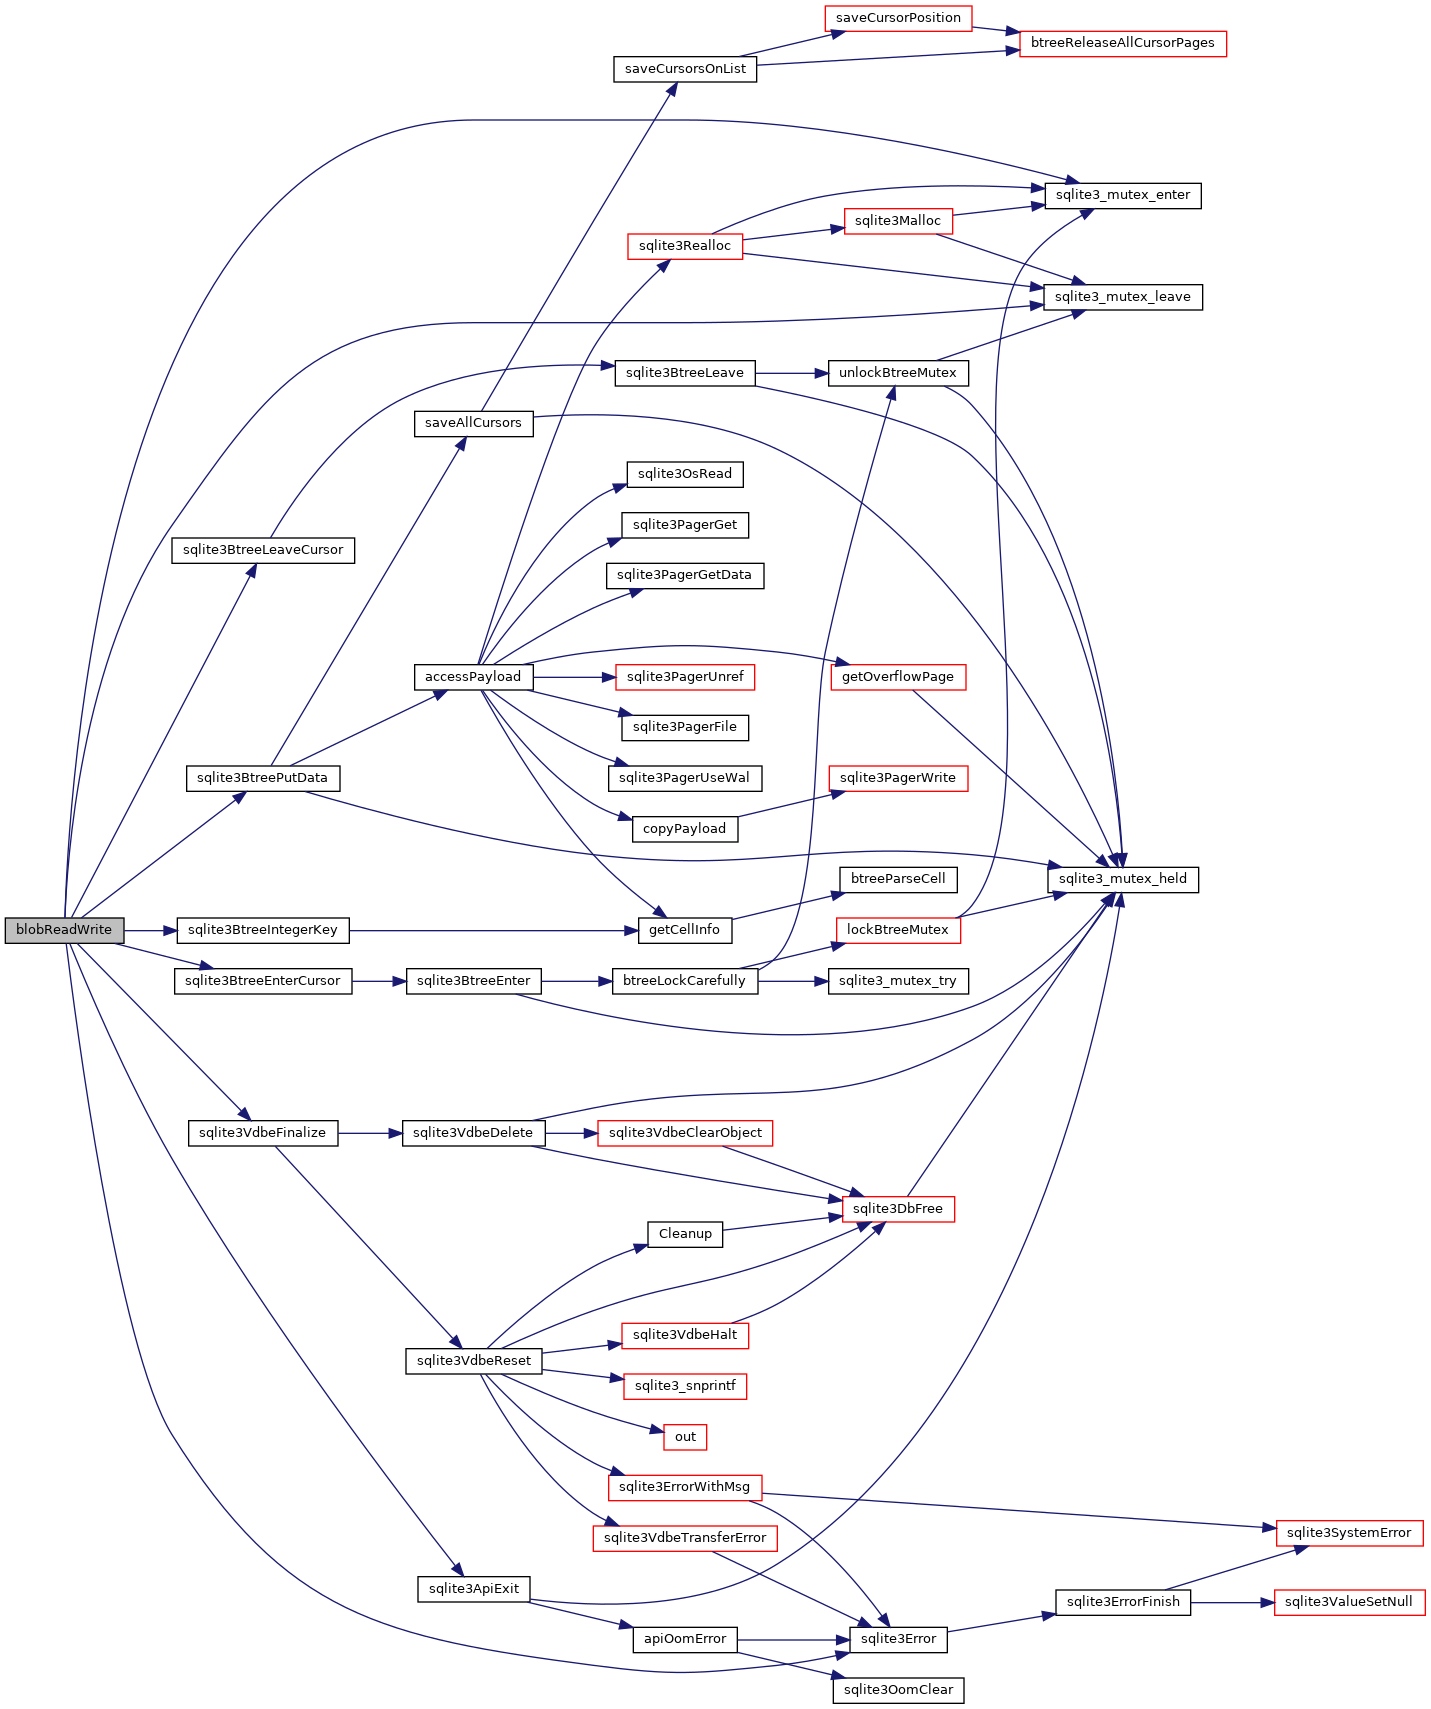 saveCursorPosition
btreeReleaseAllCursorPages
saveCursorsOnList
sqlite3_mutex_enter
sqlite3Malloc
sqlite3Realloc
sqlite3_mutex_leave
sqlite3BtreeLeave
unlockBtreeMutex
saveAllCursors
sqlite3OsRead
sqlite3PagerGet
sqlite3BtreeLeaveCursor
sqlite3PagerGetData
accessPayload
sqlite3PagerUnref
getOverflowPage
sqlite3PagerFile
sqlite3BtreePutData
sqlite3PagerUseWal
sqlite3PagerWrite
copyPayload
btreeParseCell
sqlite3_mutex_held
blobReadWrite
sqlite3BtreeIntegerKey
getCellInfo
lockBtreeMutex
sqlite3BtreeEnterCursor
sqlite3BtreeEnter
btreeLockCarefully
sqlite3_mutex_try
sqlite3VdbeFinalize
sqlite3VdbeDelete
sqlite3VdbeClearObject
sqlite3DbFree
Cleanup
sqlite3VdbeHalt
sqlite3VdbeReset
sqlite3_snprintf
out
sqlite3ErrorWithMsg
sqlite3VdbeTransferError
sqlite3SystemError
sqlite3ApiExit
sqlite3ErrorFinish
sqlite3ValueSetNull
apiOomError
sqlite3Error
sqlite3OomClear